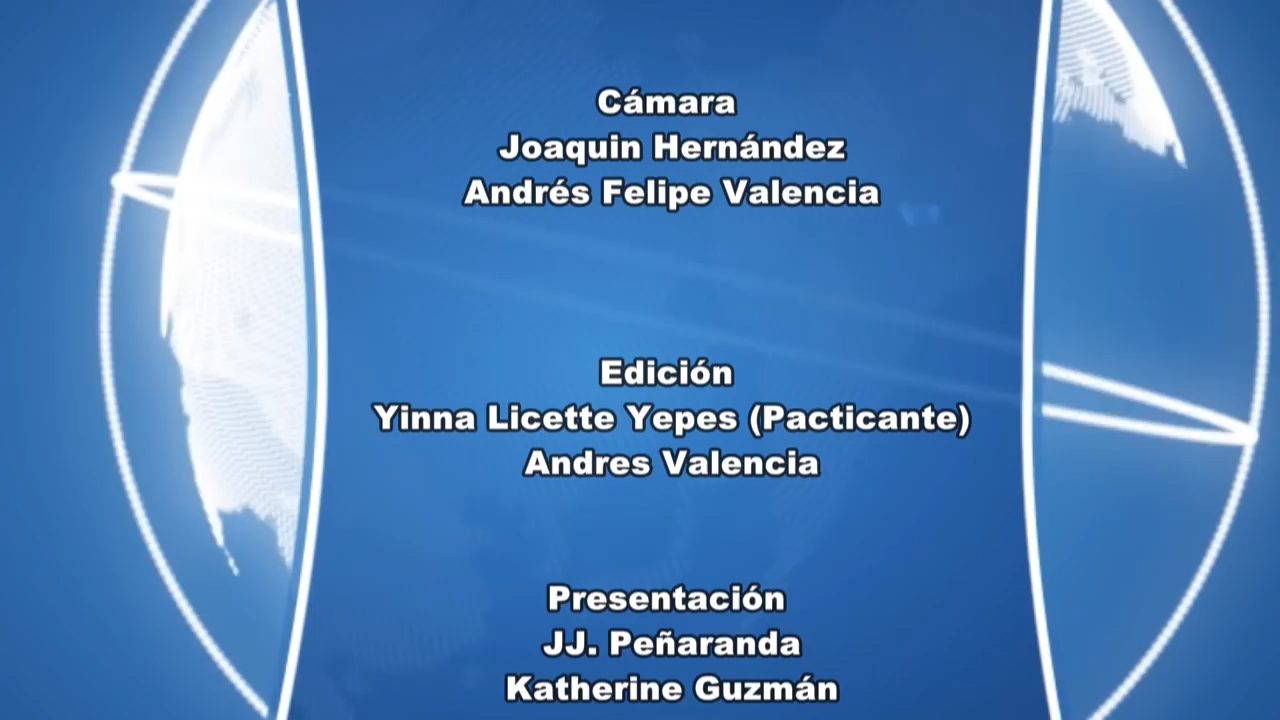 Cámara
Joaquin Hernández
Andrés Felipe Valencia
Edición
Yinna Licette Yepes (Pacticante)
Andres Valencia
Presentación
JJ. Peñaranda
Katherine Guzmán